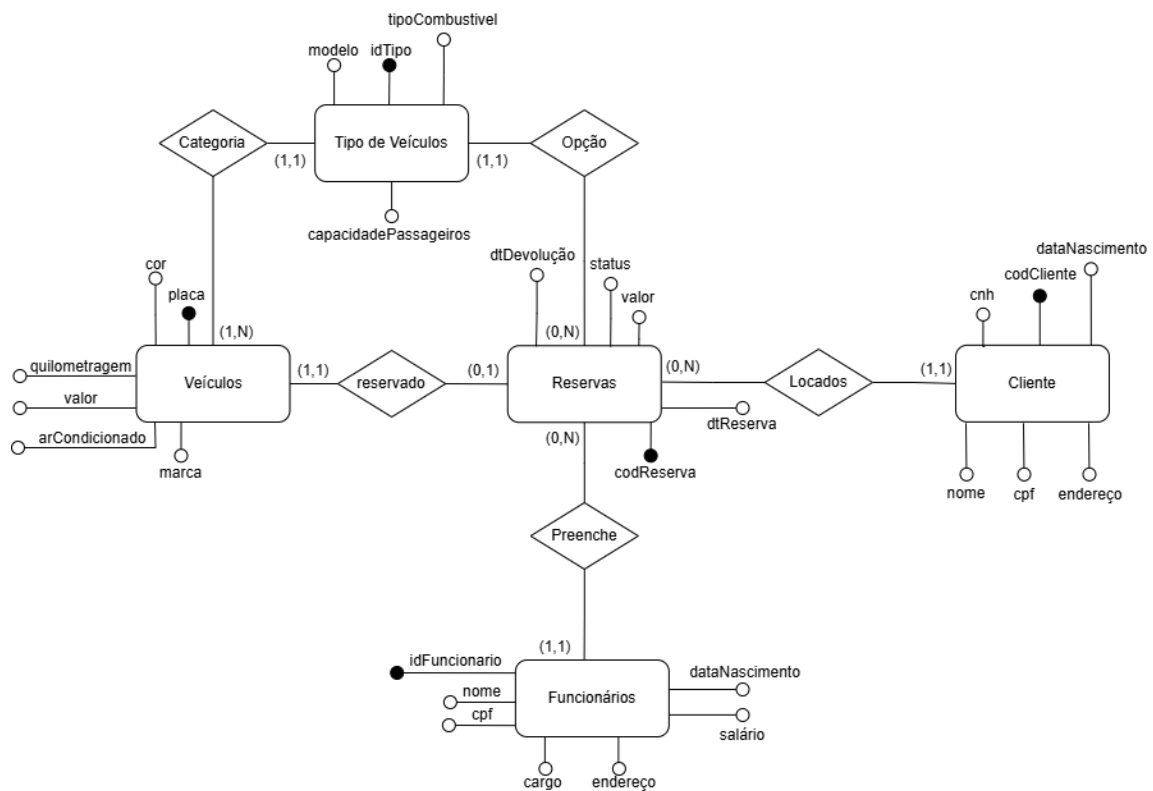 tipoCombustivel
modelo
idTipo
Categoria
Tipo de Veículos
Opção
(1,1)
(1,1)
capacidadePassageiros
dtDevolução
status
dataNascimento
cor
codCliente
placa
valor
cnh
(1,N)
(0,N)
quilometragem
Veículos
(1,1)
reservado
(0,1)
Reservas
(0,N)
Locados
(1,1)
Cliente
valor
arCondicionado
dtReserva
marca
(0,N)
codReserva
nome
cpf
endereço
Preenche
(1,1)
idFuncionario
dataNascimento
nome
Funcionários
cpf
salário
cargo
endereço